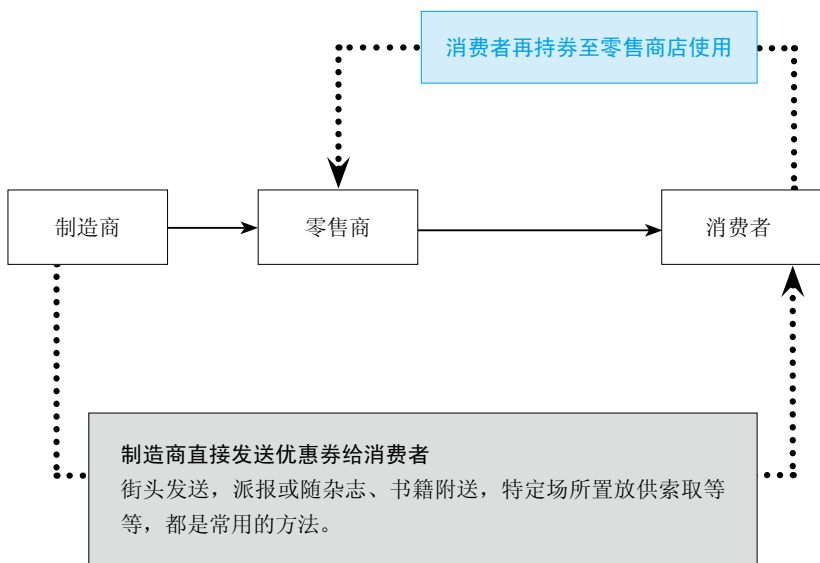 消费者再持券至零售商店使用
制造商
零售商
消费者
制造商直接发送优惠券给消费者
街头发送，派报或随杂志、书籍附送，特定场所置放供索取等
等，都是常用的方法。